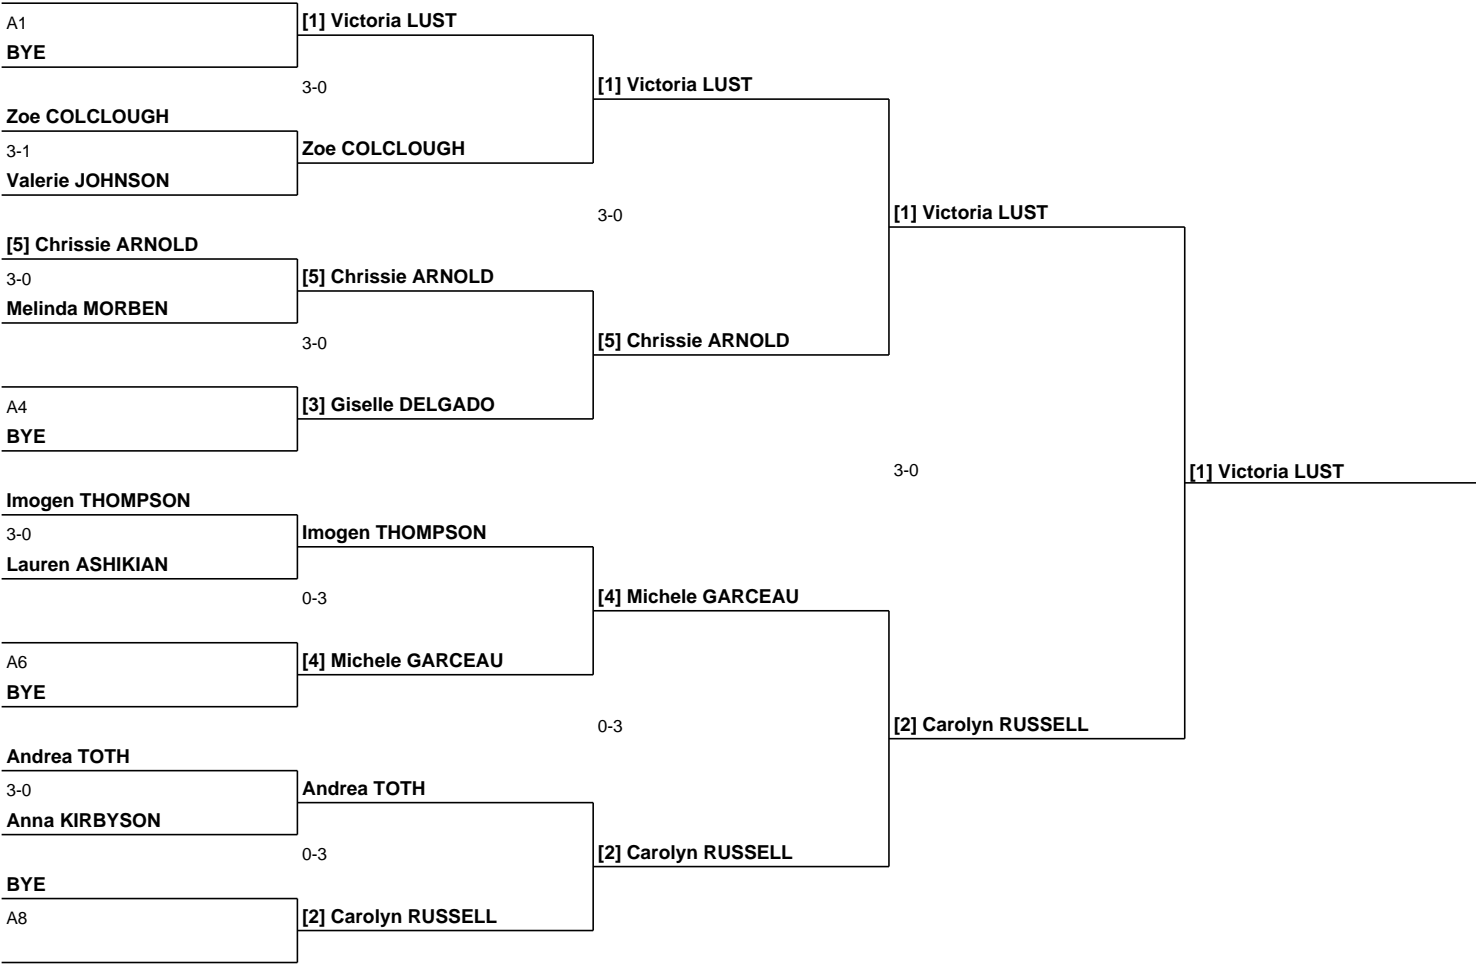 A1
BYE
Zoe COLCLOUGH
3-1
Valerie JOHNSON
[5] Chrissie ARNOLD
3-0
Melinda MORBEN
A4
BYE
Imogen THOMPSON
3-0
Lauren ASHIKIAN
A6
BYE
Andrea TOTH
3-0
Anna KIRBYSON
BYE
A8
[1] Victoria LUST
3-0
Zoe COLCLOUGH
[5] Chrissie ARNOLD
3-0
[3] Giselle DELGADO
Imogen THOMPSON
0-3
[4] Michele GARCEAU
Andrea TOTH
0-3
[2] Carolyn RUSSELL
[1] Victoria LUST
3-0
[5] Chrissie ARNOLD
[4] Michele GARCEAU
0-3
[2] Carolyn RUSSELL
[1] Victoria LUST
3-0
[2] Carolyn RUSSELL
[1] Victoria LUST